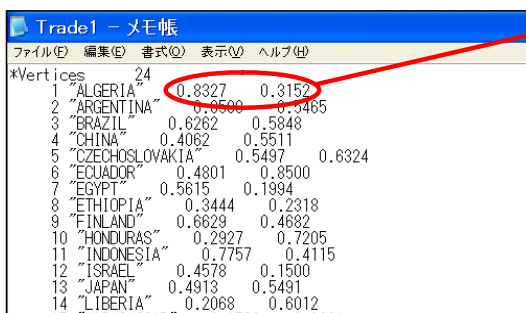 Trade1 - メモ帳
ファイル(F) 編集(E) 書式(O) 表示(V) ヘルプ(H)
*Vertices 24
1 "ALGERIA" 0.8327 0.3152
2 "ARGENTINA" 0.8500 0.5465
3 "BRAZIL" 0.6262 0.5848
4 "CHINA" 0.4062 0.5511
5 "CZECHOSLOVAKIA" 0.5497 0.6324
6 "ECUADOR" 0.4801 0.8500
7 "EGYPT" 0.5615 0.1994
8 "ETHIOPIA" 0.3444 0.2318
9 "FINLAND" 0.6629 0.4682
10 "HONDURAS" 0.2927 0.7205
11 "INDONESIA" 0.7757 0.4115
12 "ISRAEL" 0.4578 0.1500
13 "JAPAN" 0.4913 0.5491
14 "LIBERIA" 0.2068 0.6012